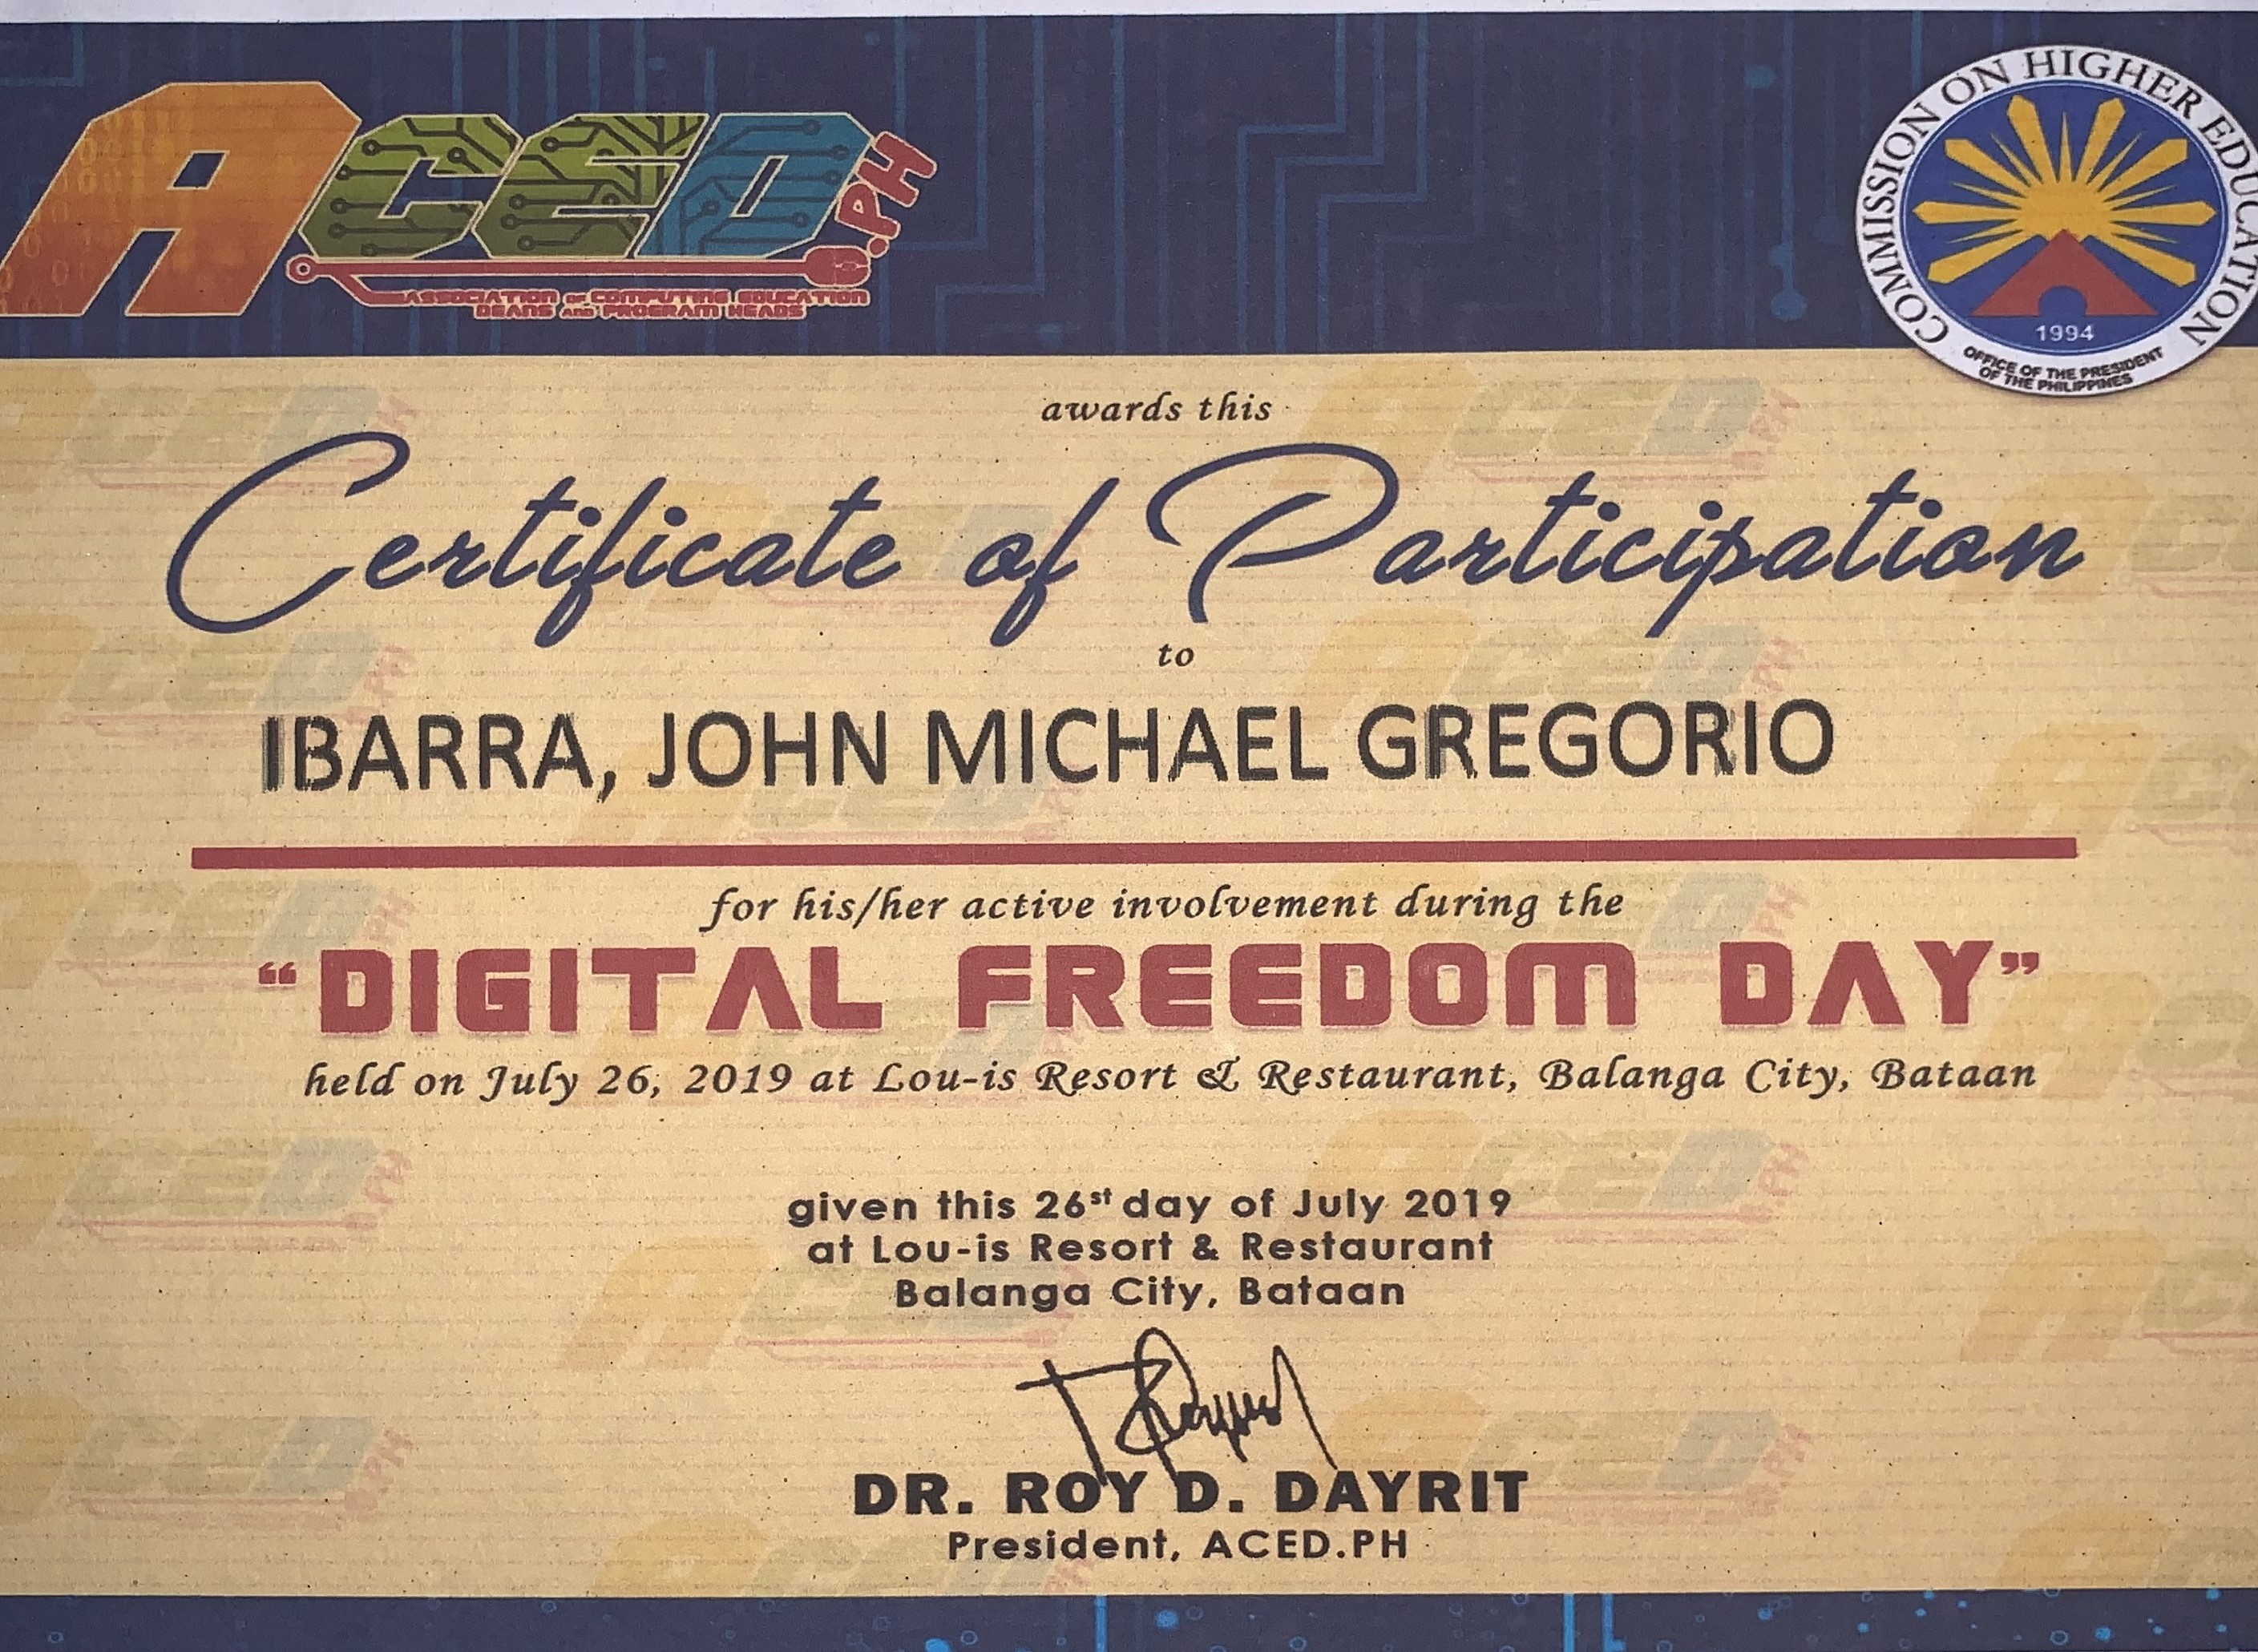 ACED.PH
ASSOCIATION OF COMPUTING EDUCATION
DEANS AND PROGRAM HEADS
COMMISSION ON HIGHER EDUCATION
1994
OFFICE OF THE PRESIDENT
OF THE PHILIPPINES
awards this
Certificate of Participation
to
IBARRA, JOHN MICHAEL GREGORIO
for his/her active involvement during the
“DIGITAL FREEDOM DAY”
held on July 26, 2019 at Lou-is Resort & Restaurant, Balanga City, Bataan
given this 26st day of July 2019
at Lou-is Resort & Restaurant
Balanga City, Bataan
DR. ROY D. DAYRIT
President, ACED.PH